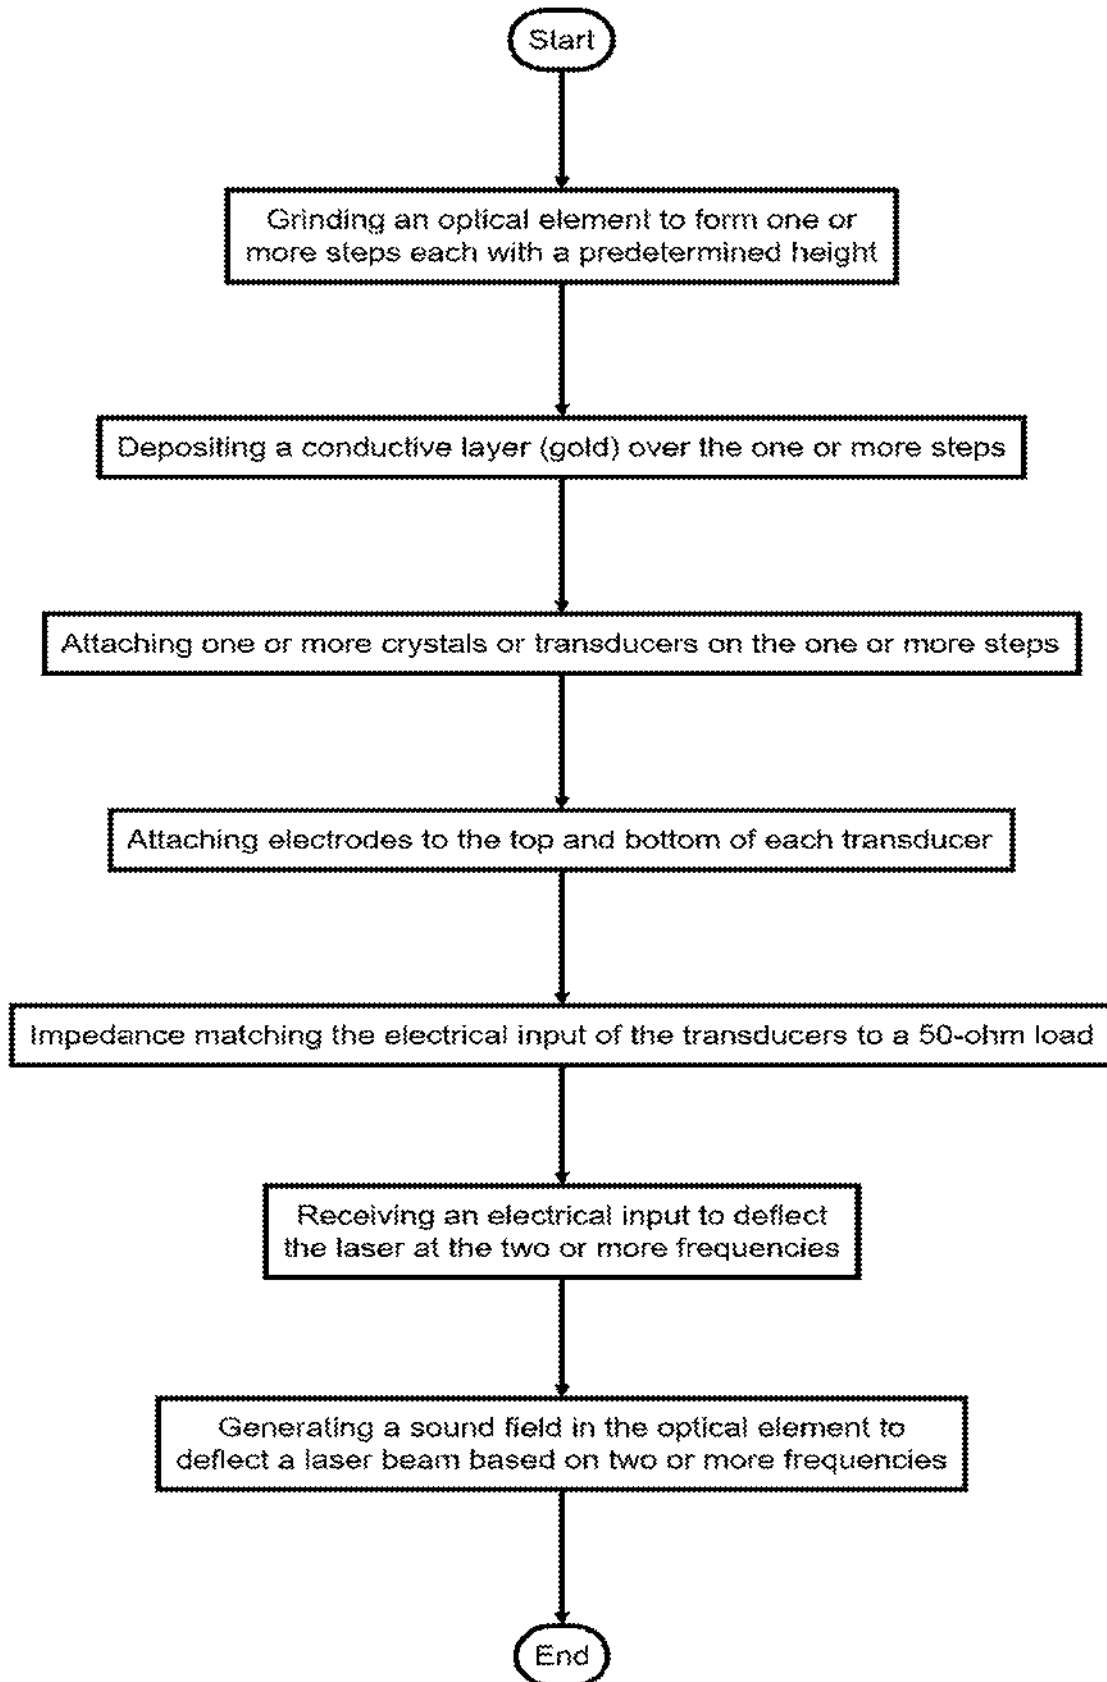 Start
Grinding an optical element to form one or
more steps each with a predetermined height
Depositing a conductive layer (gold) over the one or more steps
Attaching one or more crystals or transducers on the one or more steps
Attaching electrodes to the top and bottom of each transducer
Impedance matching the electrical input of the transducers to a 50-ohm load
Receiving an electrical input to deflect
the laser at the two or more frequencies
Generating a sound field in the optical element to
deflect a laser beam based on two or more frequencies
End